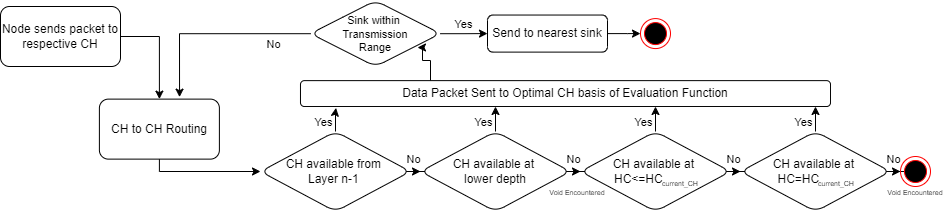 Node sends packet to
respective CH
Sink within
Transmission
Range
Yes
Send to nearest sink
No
Data Packet Sent to Optimal CH basis of Evaluation Function
CH to CH Routing
Yes
Yes
Yes
Yes
CH available from
Layer n-1
No
CH available at
lower depth
No
Void Encountered
CH available at
HC<=HCcurrent_CH
No
CH available at
HC=HCcurrent_CH
No
Void Encountered